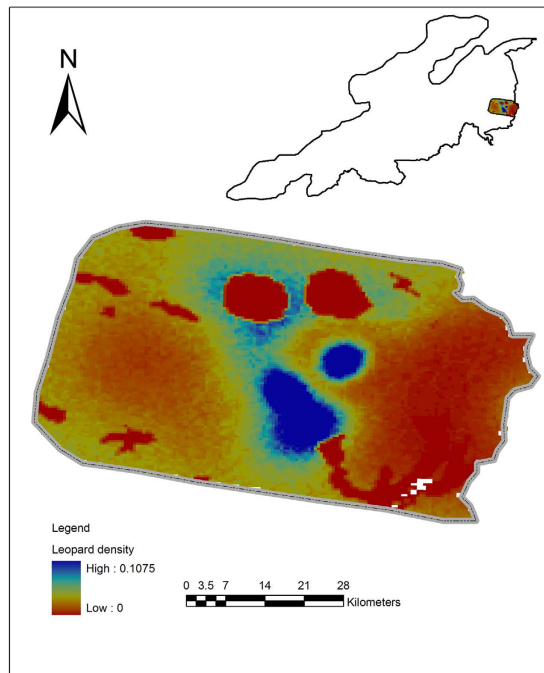 N
Legend
Leopard density
High : 0.1075
Low : 0
0 3.5 7 14 21 28
Kilometers